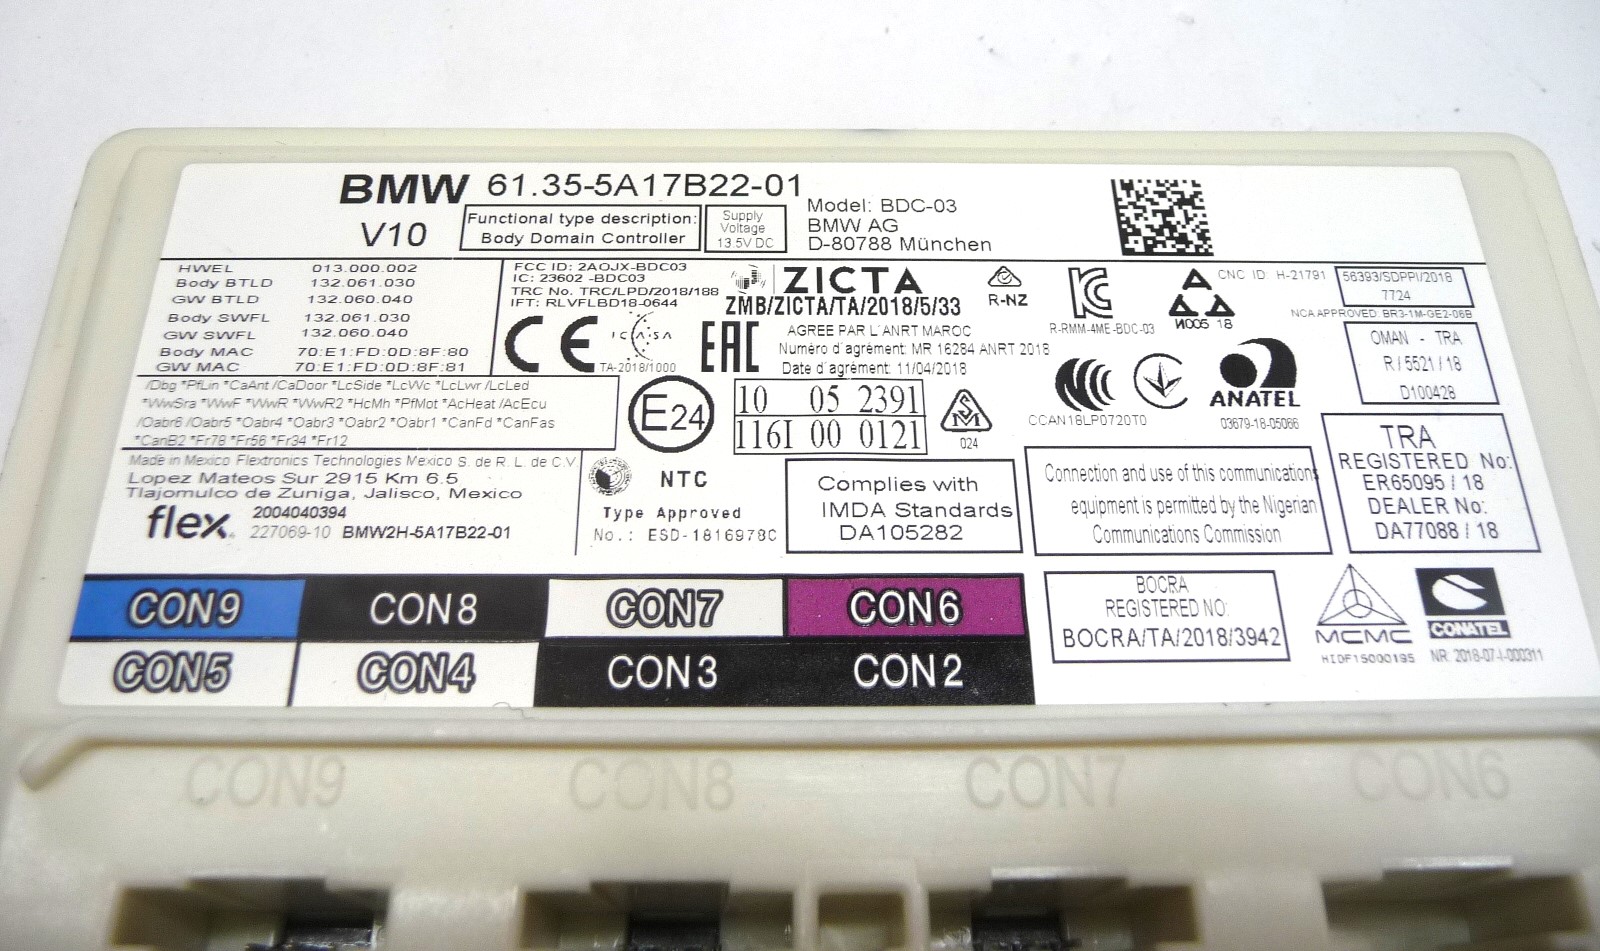 BMW 61.35-5A17B22-01
V10
Functional type description:
Body Domain Controller
Supply
Voltage
13.5V DC
Model: BDC-03
BMW AG
D-80788 München
HWEL 013.000.002
Body BTLD 132.061.030
GW BTLD 132.060.040
Body SWFL 132.061.030
GW SWFL 132.060.040
Body MAC 70:E1:FD:0D:8F:80
GW MAC 70:E1:FD:0D:8F:81
/Dbg *PfLin *CaAnt /CaDoor *LcSide *LcWc *LcLwr /LcLed
*WwSra *WwF *WwR *WwR2 *HcMh *PfMot *AcHeat /AcEcu
/Oabr6 /Oabr5 *Oabr4 *Oabr3 *Oabr2 *Oabr1 *CanFd *CanFas
*CanB2 *Fr78 *Fr56 *Fr34 *Fr12
Made in Mexico Flextronics Technologies Mexico S. de R. L. de C.V
Lopez Mateos Sur 2915 Km 6.5
Tlajomulco de Zuniga, Jalisco, Mexico
flex. 2004040394
227069-10 BMW2H-5A17B22-01
FCC ID: 2AOJX-BDC03
IC: 23602 -BDC03
TRC No. TRC/LPD/2018/188
IFT: RLVFLBD18-0644
CE
ICASA
TA-2018/1000
ZICTA
ZMB/ZICTA/TA/2018/5/33
EAC
AGREE PAR L'ANRT MAROC
Numéro d'agrément: MR 16284 ANRT 2018
Date d'agrément: 11/04/2018
E24
10 05 2391
116I 00 0121
024
R-NZ
R-RMM-4ME-BDC-03
И005 18
CNC ID: H-21791
56393/SDPPI/2018
7724
NCA APPROVED: BR3-1M-GE2-06B
OMAN - TRA
R / 5521 / 18
D100428
CCAN18LP0720T0
ANATEL
03679-18-05086
NTC
Type Approved
No.: ESD-1816978C
Complies with
IMDA Standards
DA105282
Connection and use of this communications
equipment is permitted by the Nigerian
Communications Commission
TRA
REGISTERED No:
ER65095 / 18
DEALER No:
DA77088 / 18
BOCRA
REGISTERED NO:
BOCRA/TA/2018/3942
MCMC
HIDF15000195
CONATEL
NR. 2018-07-I-000311
CON9 CON8 CON7 CON6
CON5 CON4 CON3 CON2
CON9 CON8 CON7 CON6